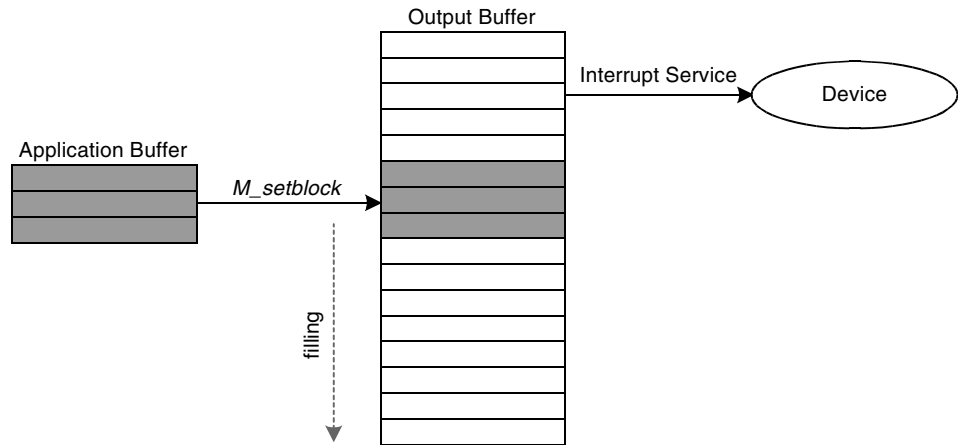 Output Buffer
Interrupt Service
Device
Application Buffer
M_setblock
filling